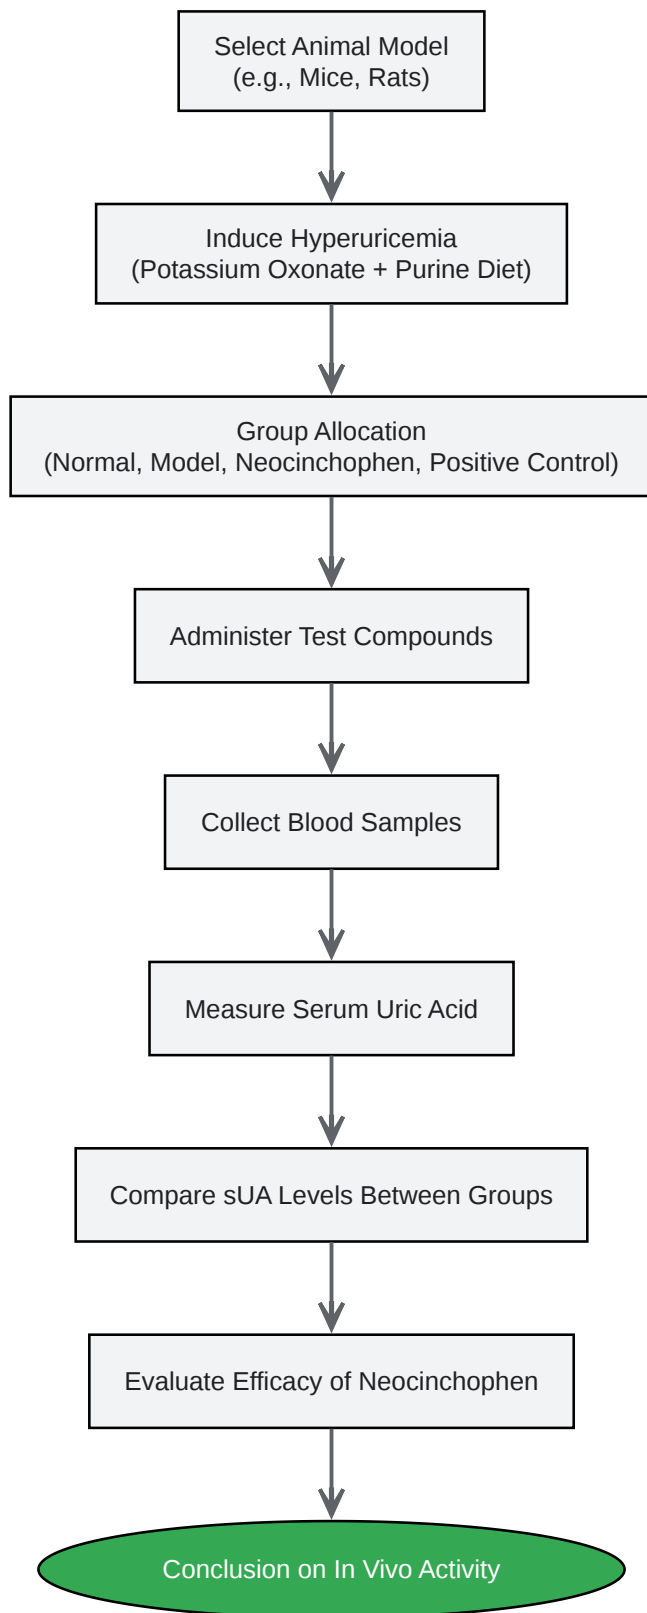 Select Animal Model
(e.g., Mice, Rats)
Induce Hyperuricemia
(Potassium Oxonate + Purine Diet)
Group Allocation
(Normal, Model, Neocinchophen, Positive Control)
Administer Test Compounds
Collect Blood Samples
Measure Serum Uric Acid
Compare sUA Levels Between Groups
Evaluate Efficacy of Neocinchophen
Conclusion on In Vivo Activity